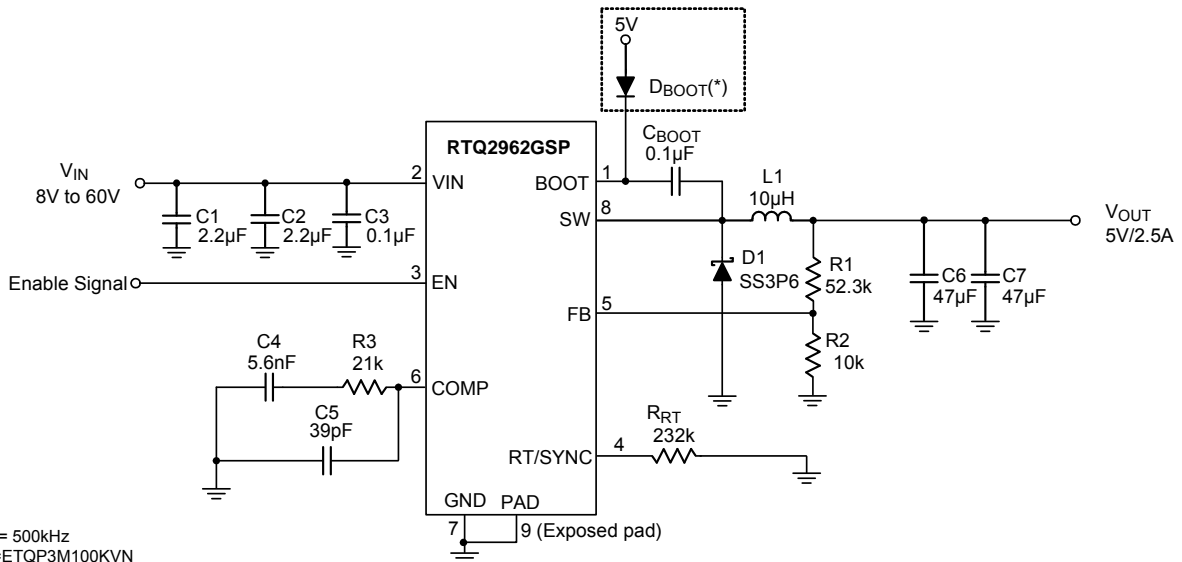 5V
DBOOT(*)
RTQ2962GSP
CBOOT
0.1µF
VIN
8V to 60V
2
VIN
BOOT
1
L1
10µH
C1
2.2µF
C2
2.2µF
C3
0.1µF
SW
8
VOUT
5V/2.5A
Enable Signal
3
EN
D1
SS3P6
R1
52.3k
C6
47µF
C7
47µF
FB
5
R2
10k
C4
5.6nF
R3
21k
6
COMP
C5
39pF
RRT
232k
RT/SYNC
4
GND
PAD
7
9 (Exposed pad)
= 500kHz
=ETQP3M100KVN